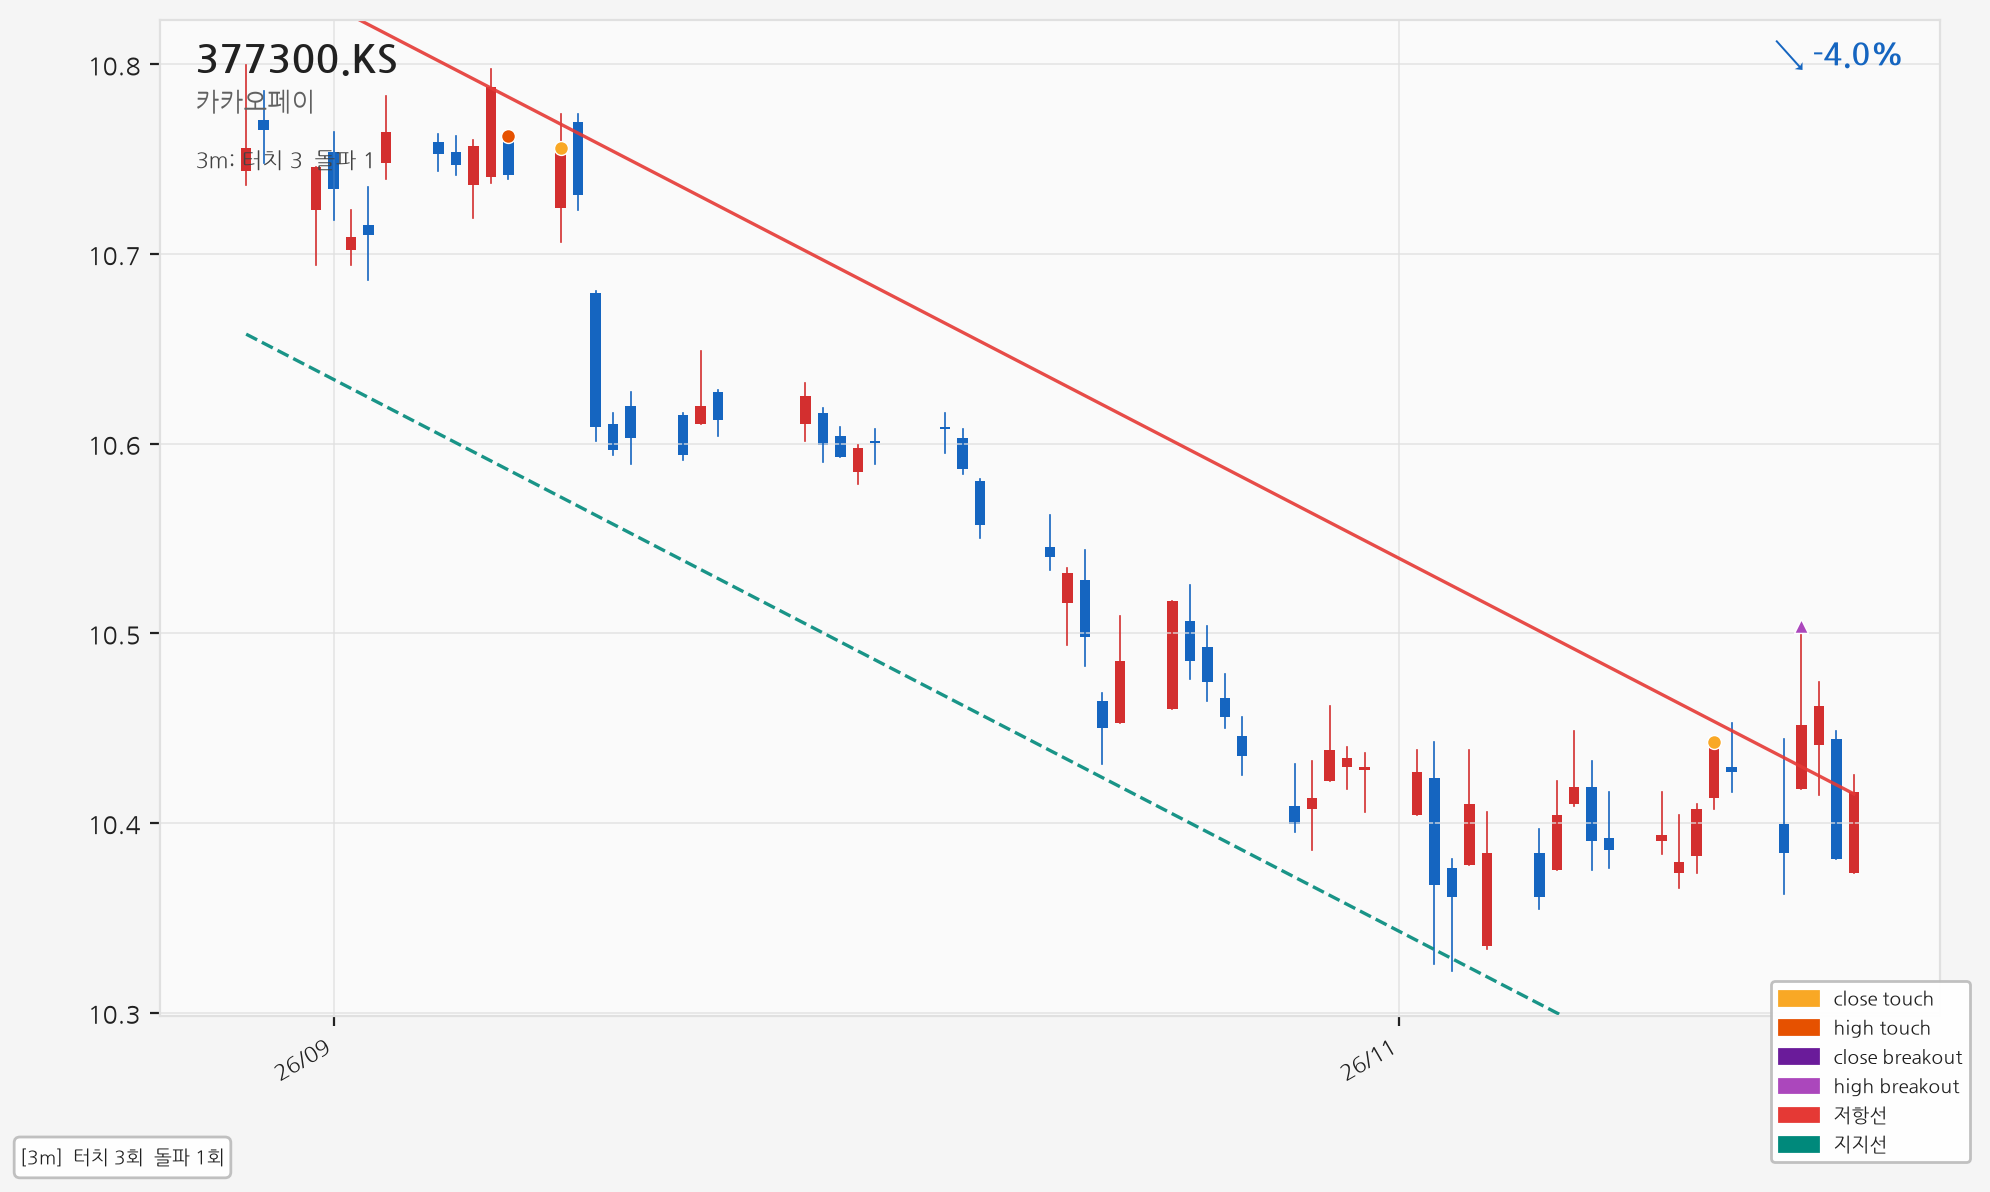 377300.KS
카카오페이
3m: 터치 3 돌파 1
-4.0%
10.8
10.7
10.6
10.5
10.4
10.3
26/09
26/11
close touch
high touch
close breakout
high breakout
저항선
지지선
[3m] 터치 3회 돌파 1회